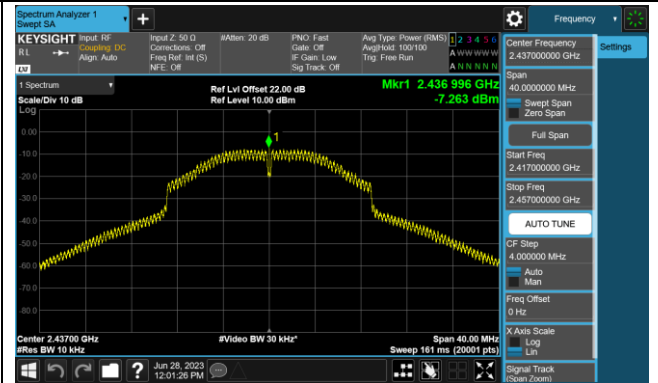 Spectrum Analyzer 1
Swept SA
+
Frequency
KEYSIGHT
RL
LXI
Input: RF
Coupling: DC
Align: Auto
Input Z: 50 Ω
Corrections: Off
Freq Ref: Int (S)
NFE: Off
#Atten: 20 dB
PNO: Fast
Gate: Off
IF Gain: Low
Sig Track: Off
Avg Type: Power (RMS)
Avg|Hold: 100/100
Trig: Free Run
1 2 3 4 5 6
A W W W W W
A N N N N N
1 Spectrum
Scale/Div 10 dB
Log
Ref Lvl Offset 22.00 dB
Ref Level 10.00 dBm
Mkr1 2.436 996 GHz
-7.263 dBm
1
0.00
-10.0
-20.0
-30.0
-40.0
-50.0
-60.0
-70.0
-80.0
Center 2.43700 GHz
#Res BW 10 kHz
#Video BW 30 kHz*
Span 40.00 MHz
Sweep 161 ms (20001 pts)
Center Frequency
2.437000000 GHz
Settings
Span
40.0000000 MHz
Swept Span
Zero Span
Full Span
Start Freq
2.417000000 GHz
Stop Freq
2.457000000 GHz
AUTO TUNE
CF Step
4.000000 MHz
Auto
Man
Freq Offset
0 Hz
X Axis Scale
Log
Lin
Signal Track
(Span Zoom)
?
Jun 28, 2023
12:01:26 PM